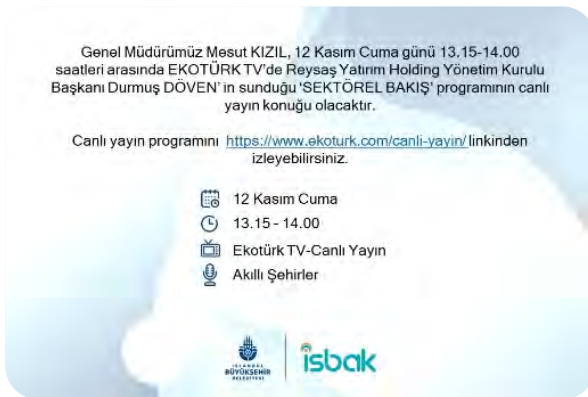 Genel Müdürümüz Mesut KIZIL, 12 Kasım Cuma günü 13.15-14.00
saatleri arasında EKOTÜRK TV'de Reysaş Yatırım Holding Yönetim Kurulu
Başkanı Durmuş DÖVEN' in sunduğu 'SEKTÖREL BAKIŞ' programının canlı
yayın konuğu olacaktır.
Canlı yayın programını https://www.ekoturk.com/canli-yayin/ linkinden
izleyebilirsiniz.
12 Kasım Cuma
13.15 - 14.00
Ekotürk TV-Canlı Yayın
Akıllı Şehirler
İSTANBUL
BÜYÜKŞEHİR
BELEDİYESİ
isbak